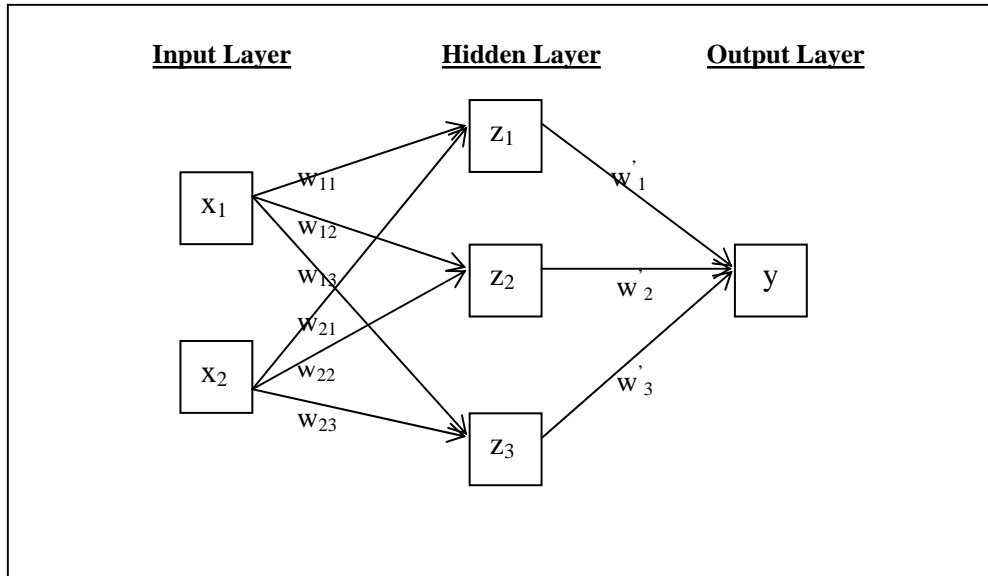 Input Layer Hidden Layer Output Layer
z₁
w₁₁ w'₁
x₁
w₁₂
w₁₃ z₂ w'₂ y
w₂₁
x₂ w₂₂ w'₃
w₂₃
z₃